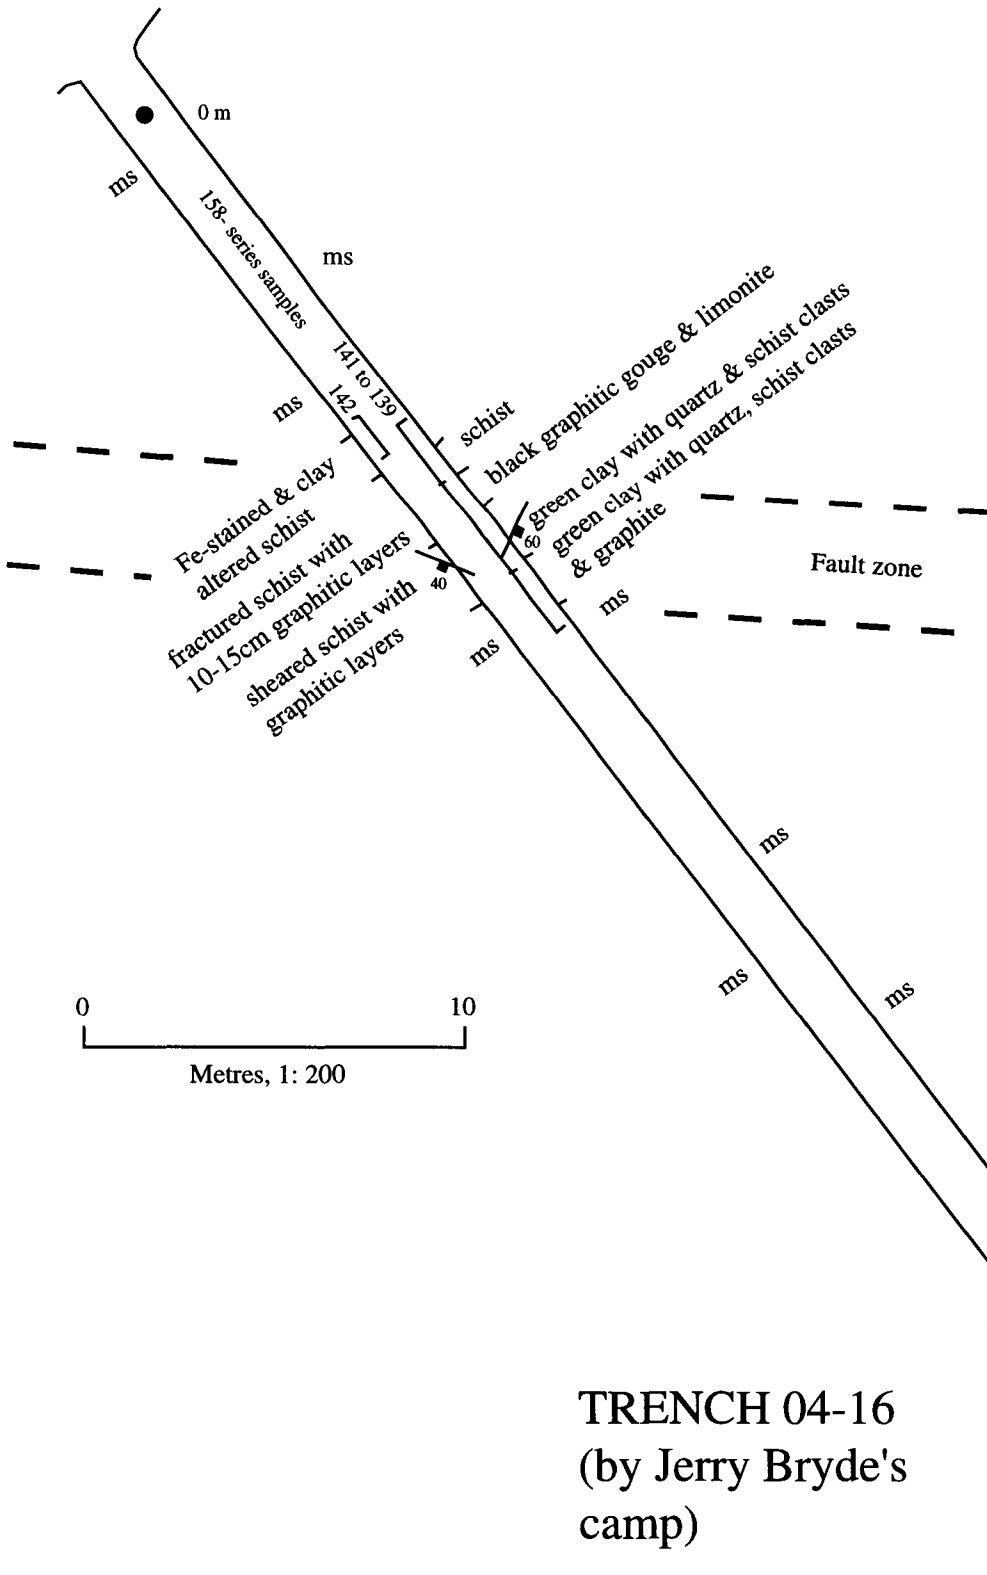 0 m
ms
158- series samples
ms
141 to 139
142
ms
schist
black graphitic gouge & limonite
green clay with quartz & schist clasts
green clay with quartz, schist clasts
& graphite
60
ms
Fault zone
Fe-stained & clay
altered schist
fractured schist with
10-15cm graphitic layers
40
sheared schist with
graphitic layers
ms
ms
ms
ms
0 10
Metres, 1: 200
TRENCH 04-16
(by Jerry Bryde's
camp)